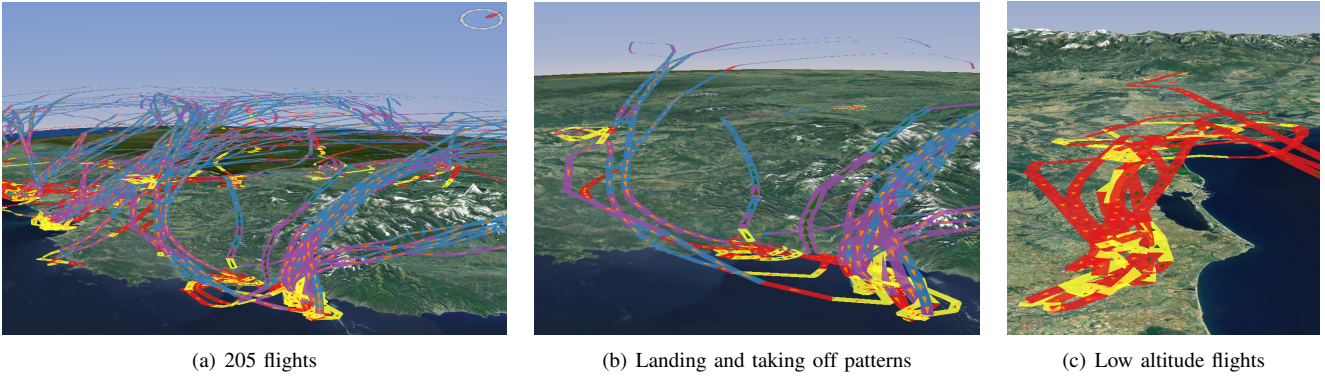 (a) 205 flights
(b) Landing and taking off patterns
(c) Low altitude flights